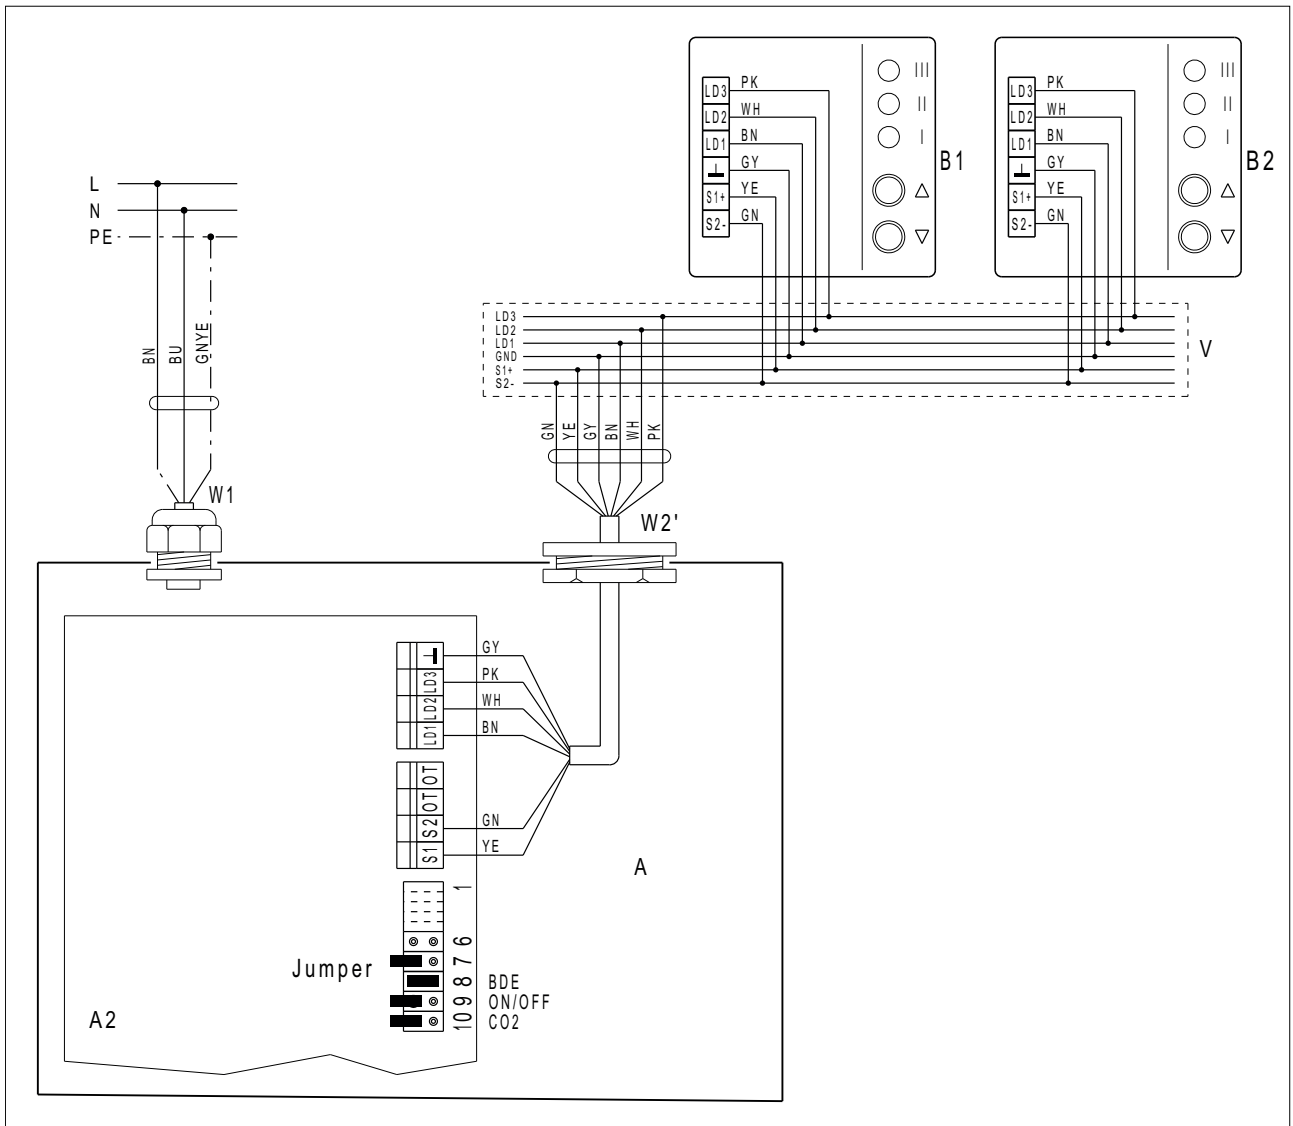 LD3 PK III
LD2 WH II
LD1 BN I
GY
S1+ YE
S2- GN
B1
LD3 PK III
LD2 WH II
LD1 BN I
GY
S1+ YE
S2- GN
B2
L
N
PE
BN
BU
GNYE
W1
LD3
LD2
LD1
GND
S1+
S2-
V
GN
YE
GY
BN
WH
PK
W2'
GY
LD3 PK
LD2 WH
LD1 BN
OT
OT
S2 GN
S1 YE
A
1
6
Jumper
7
8 BDE
9 ON/OFF
10 CO2
A2